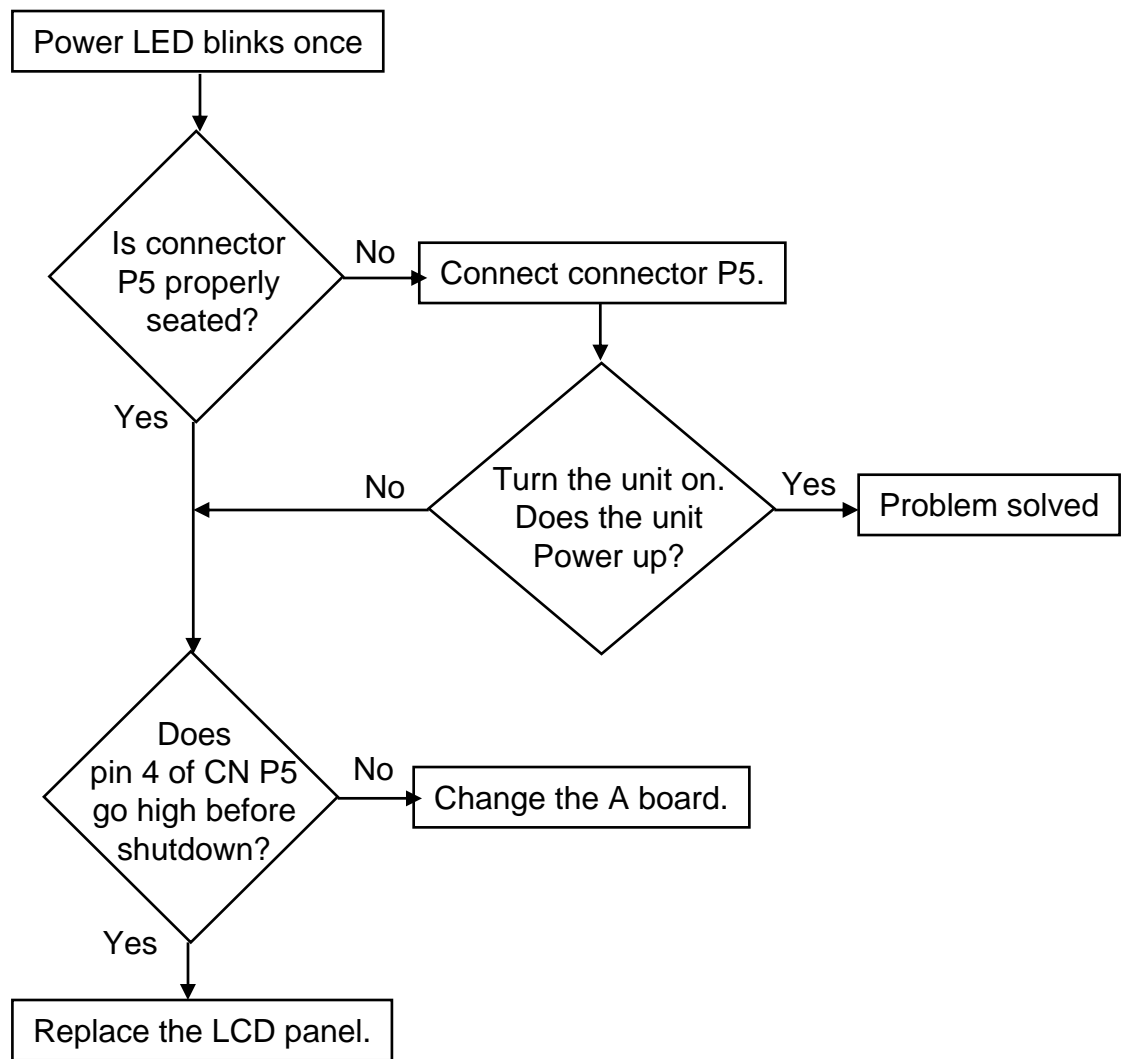 Power LED blinks once
Is connector
P5 properly
seated?
No
Connect connector P5.
Yes
Turn the unit on.
Does the unit
Power up?
No
Yes
Problem solved
Does
pin 4 of CN P5
go high before
shutdown?
No
Change the A board.
Yes
Replace the LCD panel.